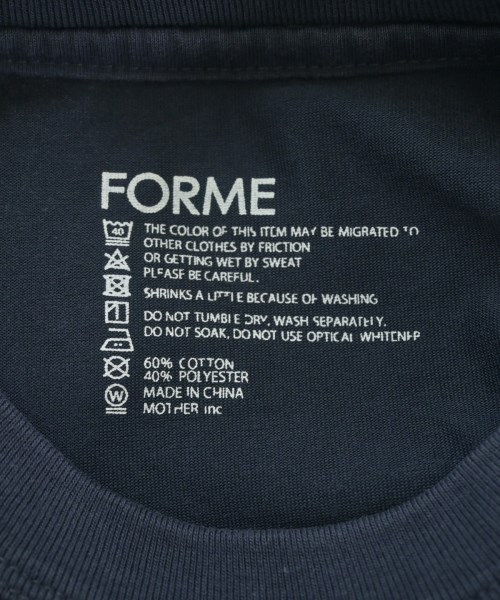 FORME
40
THE COLOR OF THIS ITEM MAY BE MIGRATED TO
OTHER CLOTHES BY FRICTION
OR GETTING WET BY SWEAT
PLEASE BE CAREFUL.
SHRINKS A LITTLE BECAUSE OF WASHING
DO NOT TUMBLE DRY, WASH SEPARATELY.
DO NOT SOAK, DO NOT USE OPTICAL WHITENER
60% COTTON
40% POLYESTER
W
MADE IN CHINA
MOTHER inc